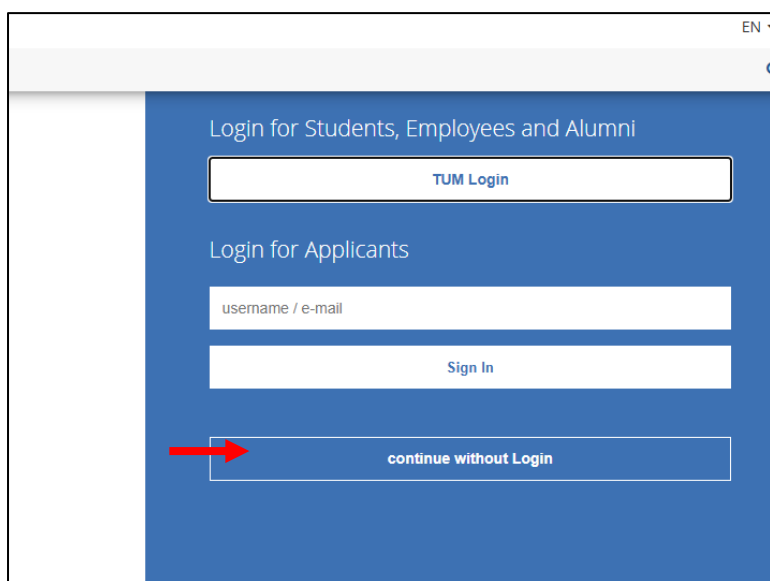 EN
Login for Students, Employees and Alumni
TUM Login
Login for Applicants
username / e-mail
Sign In
continue without Login